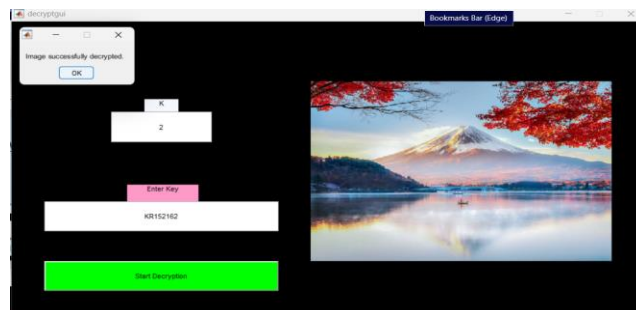 decryptgui
Bookmarks Bar (Edge)
Image successfully decrypted.
OK
K
2
Enter Key
KR152162
Start Decryption